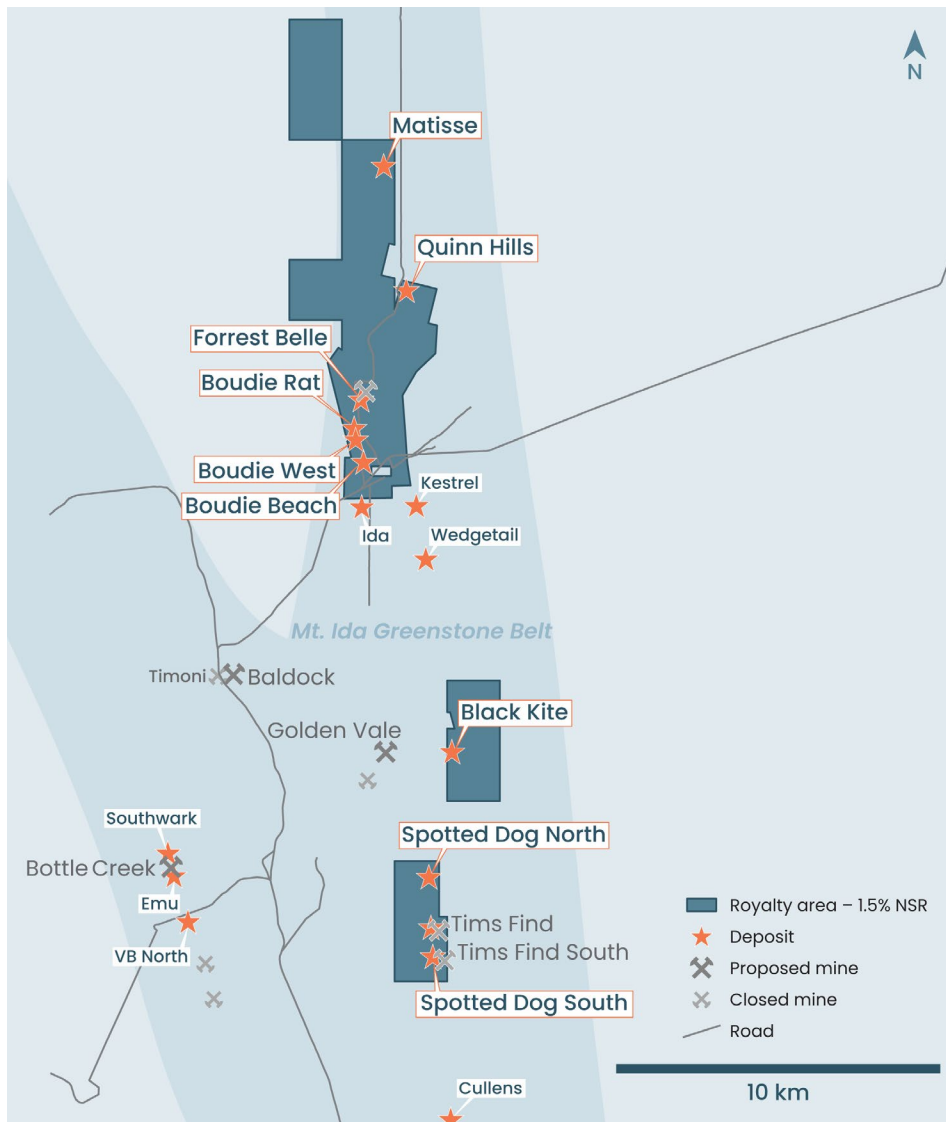 N
Matisse
Quinn Hills
Forrest Belle
Boudie Rat
Boudie West
Boudie Beach
Kestrel
Ida
Wedgetail
Mt. Ida Greenstone Belt
Timoni
Baldock
Black Kite
Golden Vale
Southwark
Spotted Dog North
Bottle Creek
Emu
Tims Find
VB North
Tims Find South
Spotted Dog South
Royalty area – 1.5% NSR
Deposit
Proposed mine
Closed mine
Road
10 km
Cullens